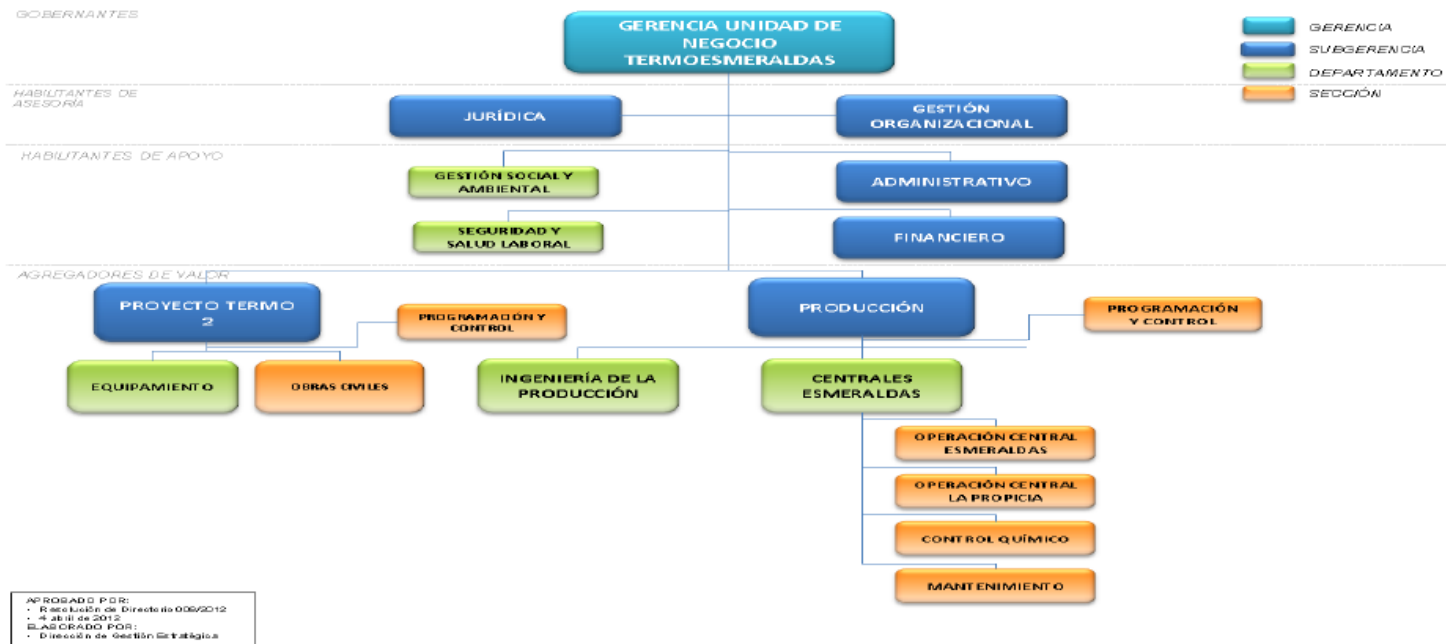 GOBERNANTES
GERENCIA UNIDAD DE
NEGOCIO
TERMOESMERALDAS
GERENCIA
SUBGERENCIA
DEPARTAMENTO
SECCIÓN
HABILITANTES DE
ASESORÍA
JURÍDICA
GESTIÓN
ORGANIZACIONAL
HABILITANTES DE APOYO
GESTIÓN SOCIAL Y
AMBIENTAL
ADMINISTRATIVO
SEGURIDAD Y
SALUD LABORAL
FINANCIERO
AGREGADORES DE VALOR
PROYECTO TERMO
2
PROGRAMACIÓN Y
CONTROL
PRODUCCIÓN
PROGRAMACIÓN
Y CONTROL
EQUIPAMIENTO
OBRAS CIVILES
INGENIERÍA DE LA
PRODUCCIÓN
CENTRALES
ESMERALDAS
OPERACIÓN CENTRAL
ESMERALDAS
OPERACIÓN CENTRAL
LA PROPICIA
CONTROL QUÍMICO
MANTENIMIENTO
APROBADO POR:
• Resolución de Directorio 008/2012
• 4 abril de 2012
ELABORADO POR:
• Dirección de Gestión Estratégica